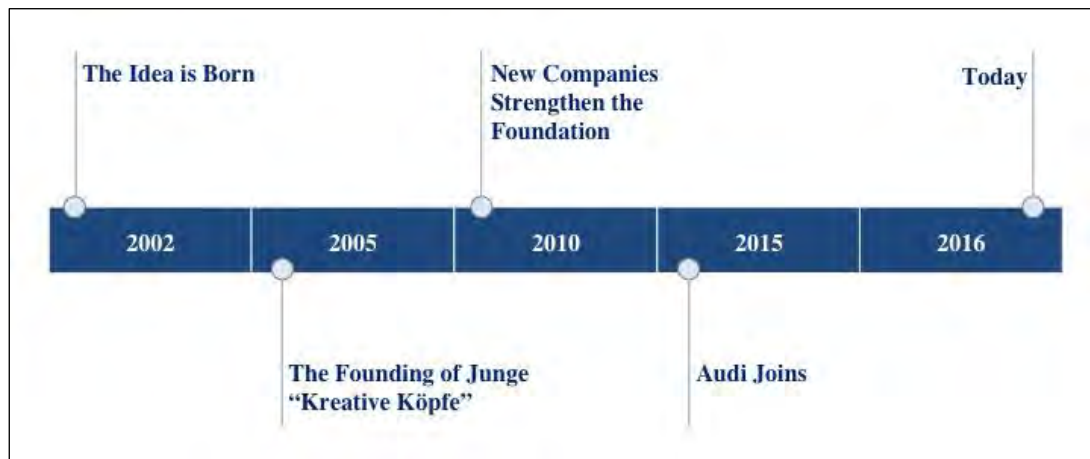 The Idea is Born
New Companies
Strengthen the
Foundation
Today
2002
2005
2010
2015
2016
The Founding of Junge
“Kreative Köpfe”
Audi Joins